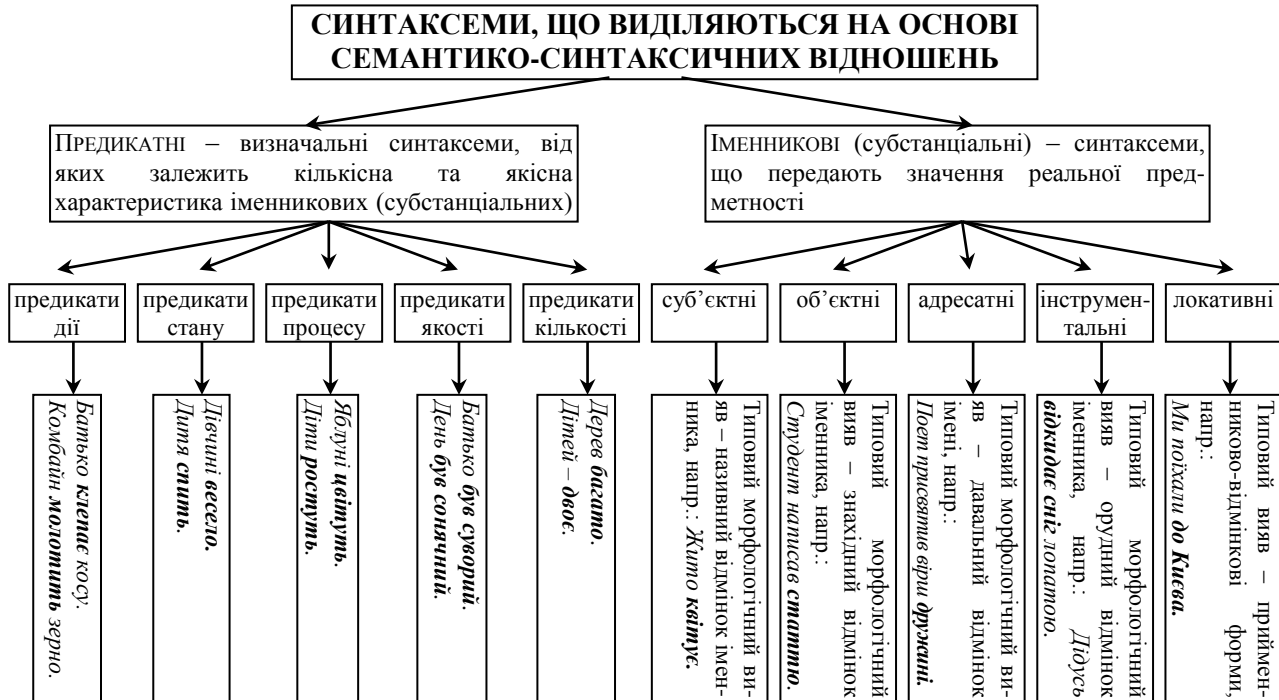 СИНТАКСЕМИ, ЩО ВИДІЛЯЮТЬСЯ НА ОСНОВІ
СЕМАНТИКО-СИНТАКСИЧНИХ ВІДНОШЕНЬ
ПРЕДИКАТНІ – визначальні синтаксеми, від
яких залежить кількісна та якісна
характеристика іменникових (субстанціальних)
ІМЕННИКОВІ (субстанціальні) – синтаксеми,
що передають значення реальної пред-
метності
предикати
дії
предикати
стану
предикати
процесу
предикати
якості
предикати
кількості
суб’єктні
об’єктні
адресатні
інструмен-
тальні
локативні
Батько клепає косу.
Комбайн молотить зерно.
Дівчині весело.
Дитя спить.
Яблуні цвітуть.
Діти ростуть.
Батько був суворий.
День був сонячний.
Дерев багато.
Дітей – двоє.
Типовий морфологічний ви-
яв – називний відмінок імен-
ника, напр.: Жито квітує.
Типовий морфологічний
вияв – знахідний відмінок
іменника, напр.:
Студент написав статтю.
Типовий морфологічний ви-
яв – давальний відмінок
імені, напр.:
Поет присвятив вірш дружині.
Типовий морфологічний
вияв – орудний відмінок
іменника, напр.: Дідусь
відкидає сніг лопатою.
Типовий вияв – приймен-
никово-відмінкові форми,
напр.:
Ми поїхали до Києва.